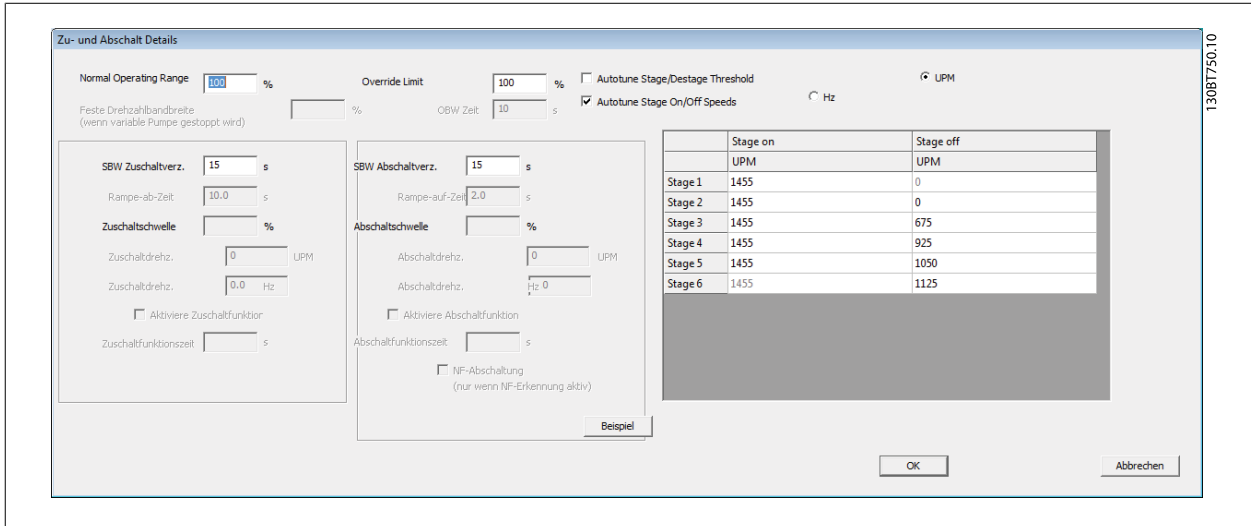 Zu- und Abschalt Details
130BT750.10
Normal Operating Range 100 %
Override Limit 100 %
Autotune Stage/Destage Threshold
UPM
Autotune Stage On/Off Speeds
Hz
Feste Drehzahlbandbreite %
(wenn variable Pumpe gestoppt wird)
OBW Zeit 10 s
SBW Zuschaltverz. 15 s
Rampe-ab-Zeit 10.0 s
Zuschaltschwelle %
Zuschaltdrehz. 0 UPM
Zuschaltdrehz. 0.0 Hz
Aktiviere Zuschaltfunktion
Zuschaltfunktionszeit s
SBW Abschaltverz. 15 s
Rampe-auf-Zeit 2.0 s
Abschaltschwelle %
Abschaltdrehz. 0 UPM
Abschaltdrehz. Hz 0
Aktiviere Abschaltfunktion
Abschaltfunktionszeit s
NF-Abschaltung
(nur wenn NF-Erkennung aktiv)
Beispiel
Stage on Stage off
UPM UPM
Stage 1 1455 0
Stage 2 1455 0
Stage 3 1455 675
Stage 4 1455 925
Stage 5 1455 1050
Stage 6 1455 1125
OK
Abbrechen